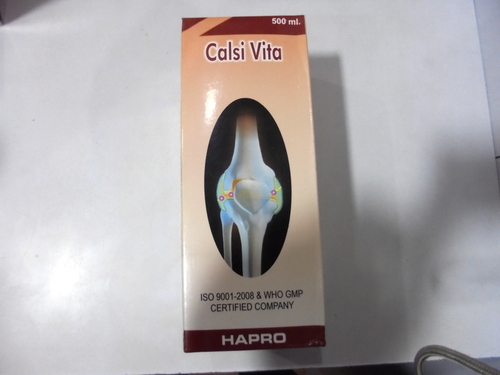 500 ml.
Calsi Vita
ISO 9001-2008 & WHO GMP
CERTIFIED COMPANY
HAPRO